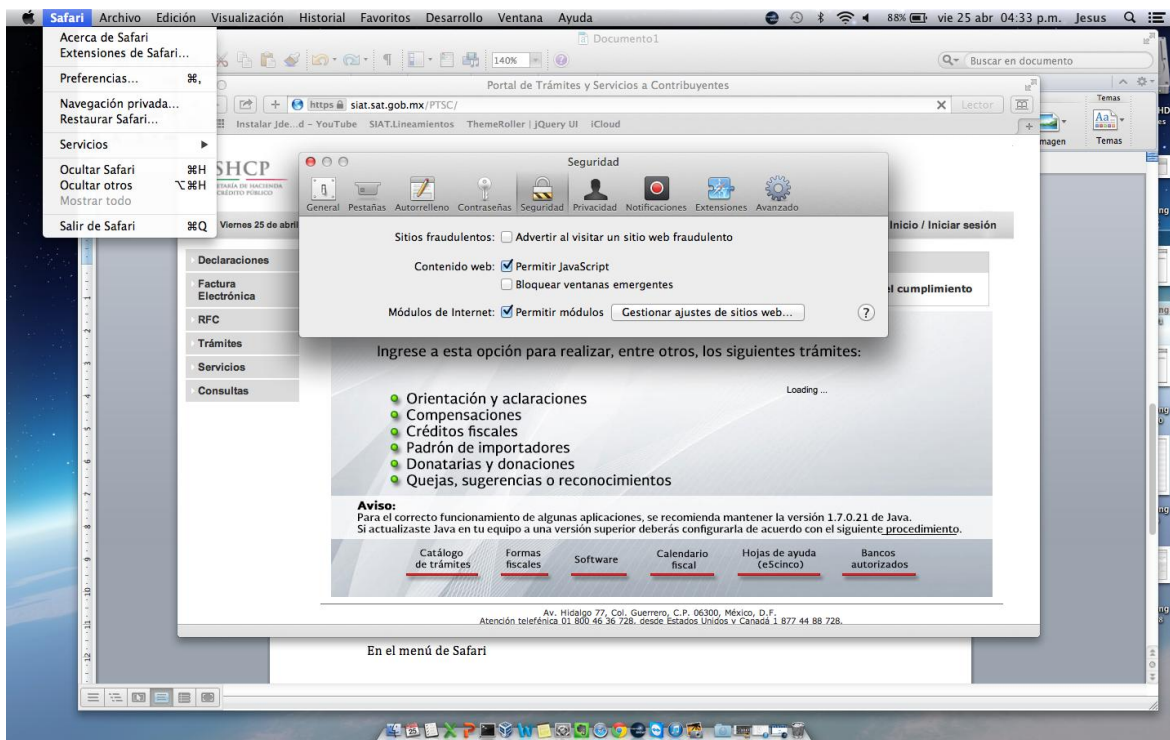 Safari Archivo Edición Visualización Historial Favoritos Desarrollo Ventana Ayuda 88% vie 25 abr 04:33 p.m. Jesus
Acerca de Safari
Extensiones de Safari...
Preferencias... ⌘,
Navegación privada...
Restaurar Safari...
Servicios
Ocultar Safari ⌘H
Ocultar otros ⌥⌘H
Mostrar todo
Salir de Safari ⌘Q
Documento1
140%
Buscar en documento
Portal de Trámites y Servicios a Contribuyentes
https siat.sat.gob.mx/PTSC/
Lector
Instalar Jde...d – YouTube SIAT.Lineamientos ThemeRoller | jQuery UI iCloud
Temas
Aa
magen Temas
HD
SHCP
CRÉDITO PÚBLICO
Viernes 25 de abril
Inicio / Iniciar sesión
Seguridad
General Pestañas Autorrelleno Contraseñas Seguridad Privacidad Notificaciones Extensiones Avanzado
Sitios fraudulentos: Advertir al visitar un sitio web fraudulento
Contenido web: Permitir JavaScript
Bloquear ventanas emergentes
Módulos de Internet: Permitir módulos Gestionar ajustes de sitios web... ?
Declaraciones
Factura
Electrónica
RFC
Trámites
Servicios
Consultas
el cumplimiento
Ingrese a esta opción para realizar, entre otros, los siguientes trámites:
Loading ...
Orientación y aclaraciones
Compensaciones
Créditos fiscales
Padrón de importadores
Donatarias y donaciones
Quejas, sugerencias o reconocimientos
Aviso:
Para el correcto funcionamiento de algunas aplicaciones, se recomienda mantener la versión 1.7.0.21 de Java.
Si actualizaste Java en tu equipo a una versión superior deberás configurarla de acuerdo con el siguiente procedimiento.
Catálogo
de trámites
Formas
fiscales
Software
Calendario
fiscal
Hojas de ayuda
(eScinco)
Bancos
autorizados
Av. Hidalgo 77, Col. Guerrero, C.P. 06300, México, D.F.
Atención telefónica 01 800 46 36 728, desde Estados Unidos y Canadá 1 877 44 88 728.
En el menú de Safari